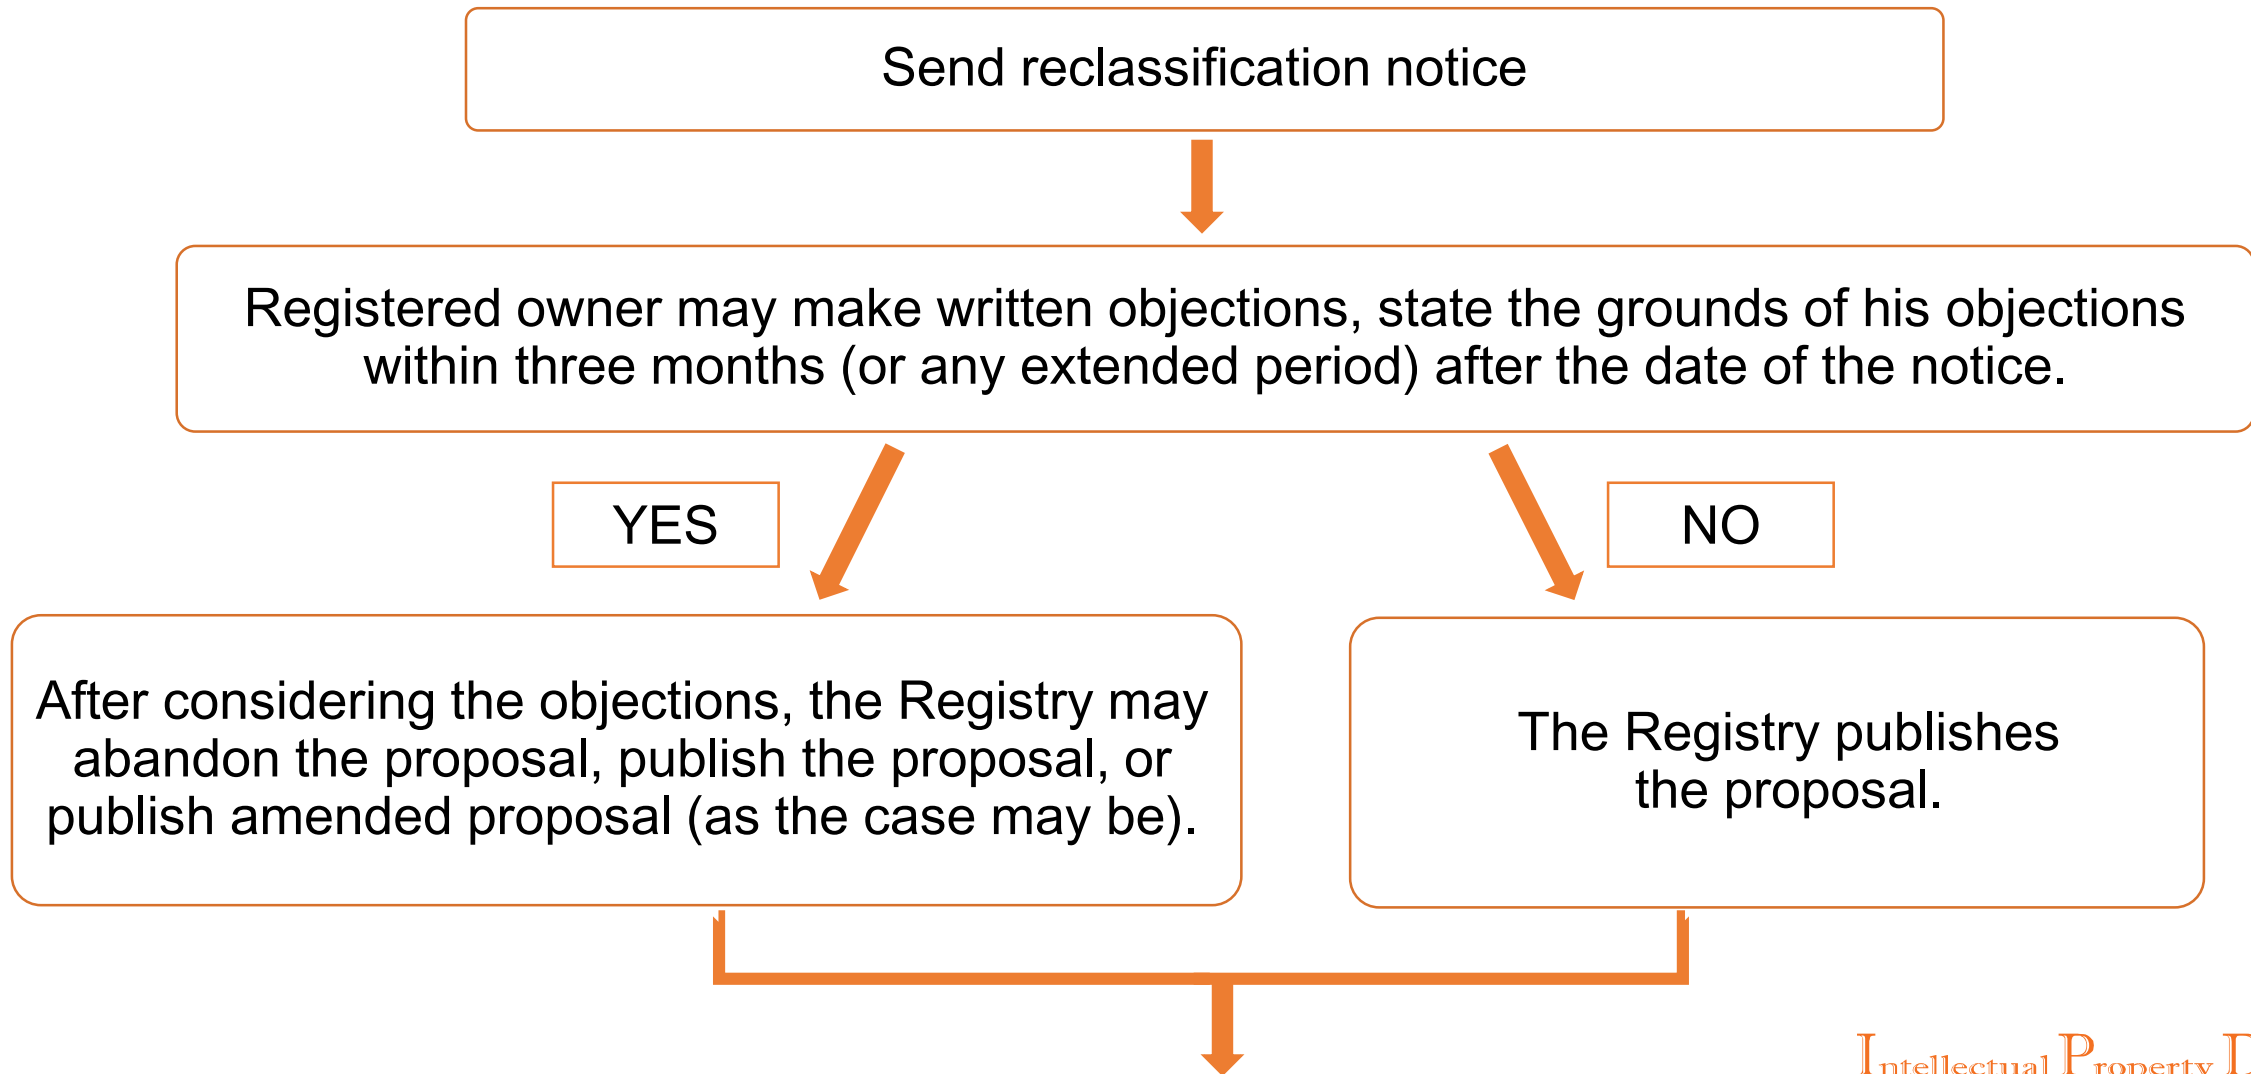 Send reclassification notice
Registered owner may make written objections, state the grounds of his objections
within three months (or any extended period) after the date of the notice.
YES
NO
After considering the objections, the Registry may
abandon the proposal, publish the proposal, or
publish amended proposal (as the case may be).
The Registry publishes
the proposal.
Intellectual Property